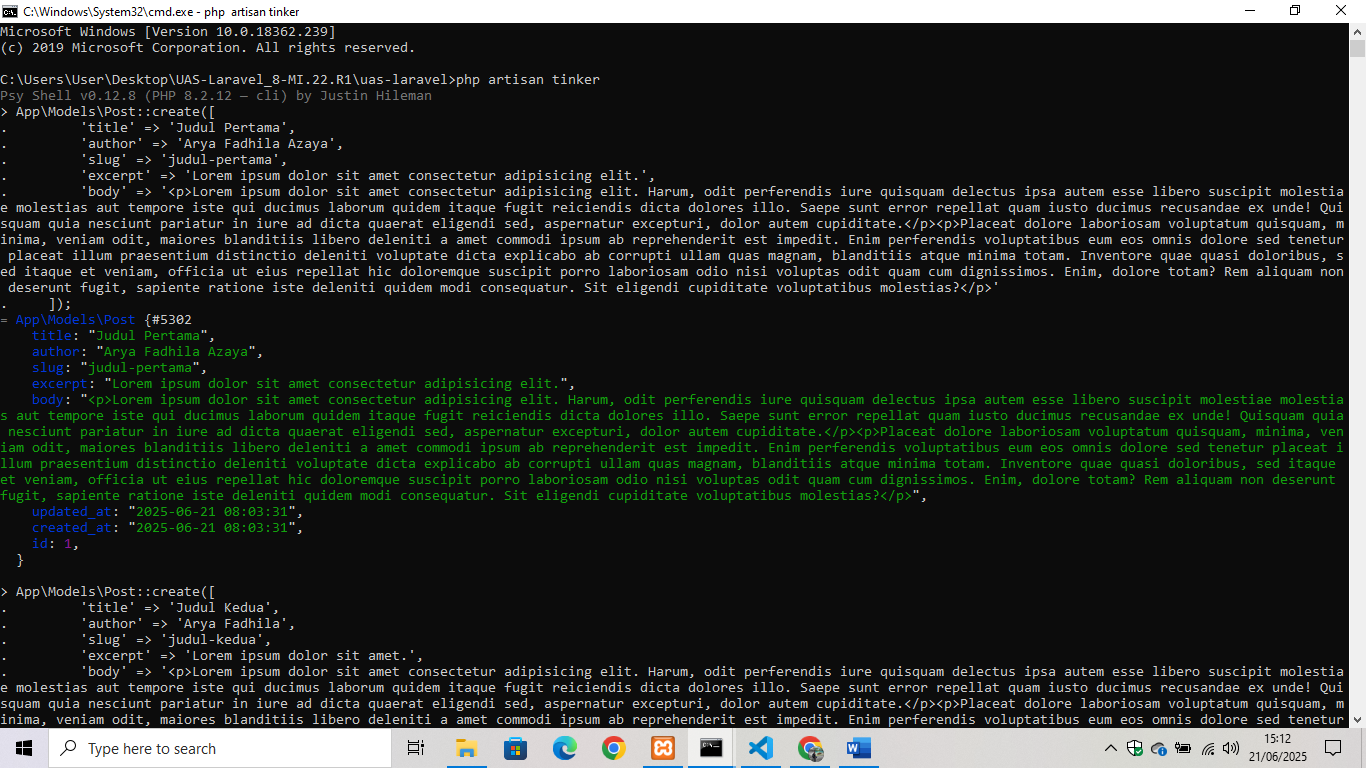 C:\Windows\System32\cmd.exe - php  artisan tinker
Microsoft Windows [Version 10.0.18362.239]
(c) 2019 Microsoft Corporation. All rights reserved.
C:\Users\User\Desktop\UAS-Laravel_8-MI.22.R1\uas-laravel>php artisan tinker
Psy Shell v0.12.8 (PHP 8.2.12 — cli) by Justin Hileman
> App\Models\Post::create([
.         'title' => 'Judul Pertama',
.         'author' => 'Arya Fadhila Azaya',
.         'slug' => 'judul-pertama',
.         'excerpt' => 'Lorem ipsum dolor sit amet consectetur adipisicing elit.',
.         'body' => '<p>Lorem ipsum dolor sit amet consectetur adipisicing elit. Harum, odit perferendis iure quisquam delectus ipsa autem esse libero suscipit molestia
e molestias aut tempore iste qui ducimus laborum quidem itaque fugit reiciendis dicta dolores illo. Saepe sunt error repellat quam iusto ducimus recusandae ex unde! Qui
squam quia nesciunt pariatur in iure ad dicta quaerat eligendi sed, aspernatur excepturi, dolor autem cupiditate.</p><p>Placeat dolore laboriosam voluptatum quisquam, m
inima, veniam odit, maiores blanditiis libero deleniti a amet commodi ipsum ab reprehenderit est impedit. Enim perferendis voluptatibus eum eos omnis dolore sed tenetur
 placeat illum praesentium distinctio deleniti voluptate dicta explicabo ab corrupti ullam quas magnam, blanditiis atque minima totam. Inventore quae quasi doloribus, s
ed itaque et veniam, officia ut eius repellat hic doloremque suscipit porro laboriosam odio nisi voluptas odit quam cum dignissimos. Enim, dolore totam? Rem aliquam non
 deserunt fugit, sapiente ratione iste deleniti quidem modi consequatur. Sit eligendi cupiditate voluptatibus molestias?</p>'
.     ]);
= App\Models\Post {#5302
    title: "Judul Pertama",
    author: "Arya Fadhila Azaya",
    slug: "judul-pertama",
    excerpt: "Lorem ipsum dolor sit amet consectetur adipisicing elit.",
    body: "<p>Lorem ipsum dolor sit amet consectetur adipisicing elit. Harum, odit perferendis iure quisquam delectus ipsa autem esse libero suscipit molestiae molestia
s aut tempore iste qui ducimus laborum quidem itaque fugit reiciendis dicta dolores illo. Saepe sunt error repellat quam iusto ducimus recusandae ex unde! Quisquam quia
 nesciunt pariatur in iure ad dicta quaerat eligendi sed, aspernatur excepturi, dolor autem cupiditate.</p><p>Placeat dolore laboriosam voluptatum quisquam, minima, ven
iam odit, maiores blanditiis libero deleniti a amet commodi ipsum ab reprehenderit est impedit. Enim perferendis voluptatibus eum eos omnis dolore sed tenetur placeat i
llum praesentium distinctio deleniti voluptate dicta explicabo ab corrupti ullam quas magnam, blanditiis atque minima totam. Inventore quae quasi doloribus, sed itaque
et veniam, officia ut eius repellat hic doloremque suscipit porro laboriosam odio nisi voluptas odit quam cum dignissimos. Enim, dolore totam? Rem aliquam non deserunt
fugit, sapiente ratione iste deleniti quidem modi consequatur. Sit eligendi cupiditate voluptatibus molestias?</p>",
    updated_at: "2025-06-21 08:03:31",
    created_at: "2025-06-21 08:03:31",
    id: 1,
  }
> App\Models\Post::create([
.         'title' => 'Judul Kedua',
.         'author' => 'Arya Fadhila',
.         'slug' => 'judul-kedua',
.         'excerpt' => 'Lorem ipsum dolor sit amet.',
.         'body' => '<p>Lorem ipsum dolor sit amet consectetur adipisicing elit. Harum, odit perferendis iure quisquam delectus ipsa autem esse libero suscipit molestia
e molestias aut tempore iste qui ducimus laborum quidem itaque fugit reiciendis dicta dolores illo. Saepe sunt error repellat quam iusto ducimus recusandae ex unde! Qui
squam quia nesciunt pariatur in iure ad dicta quaerat eligendi sed, aspernatur excepturi, dolor autem cupiditate.</p><p>Placeat dolore laboriosam voluptatum quisquam, m
inima, veniam odit, maiores blanditiis libero deleniti a amet commodi ipsum ab reprehenderit est impedit. Enim perferendis voluptatibus eum eos omnis dolore sed tenetur
Type here to search
15:12
21/06/2025